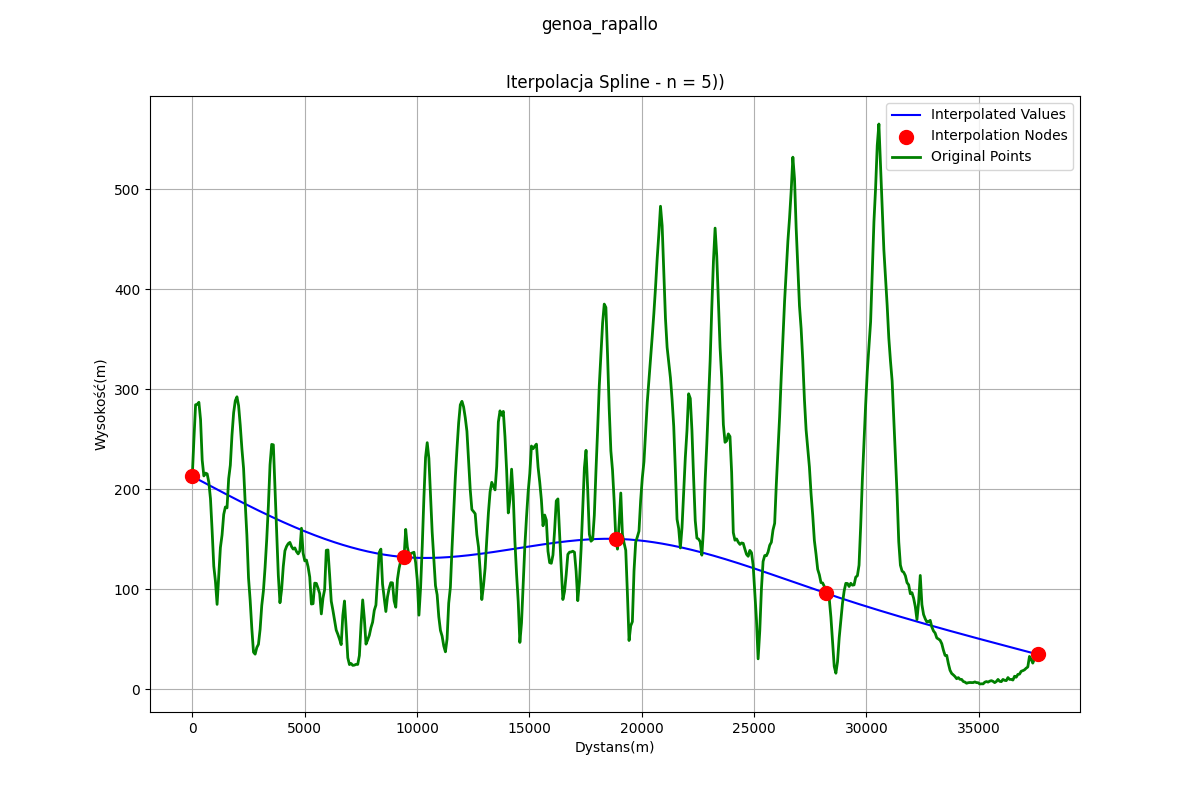 genoa_rapallo
Iterpolacja Spline - n = 5))
Interpolated Values
Interpolation Nodes
Original Points
Wysokość(m)
500
400
300
200
100
0
0 5000 10000 15000 20000 25000 30000 35000
Dystans(m)